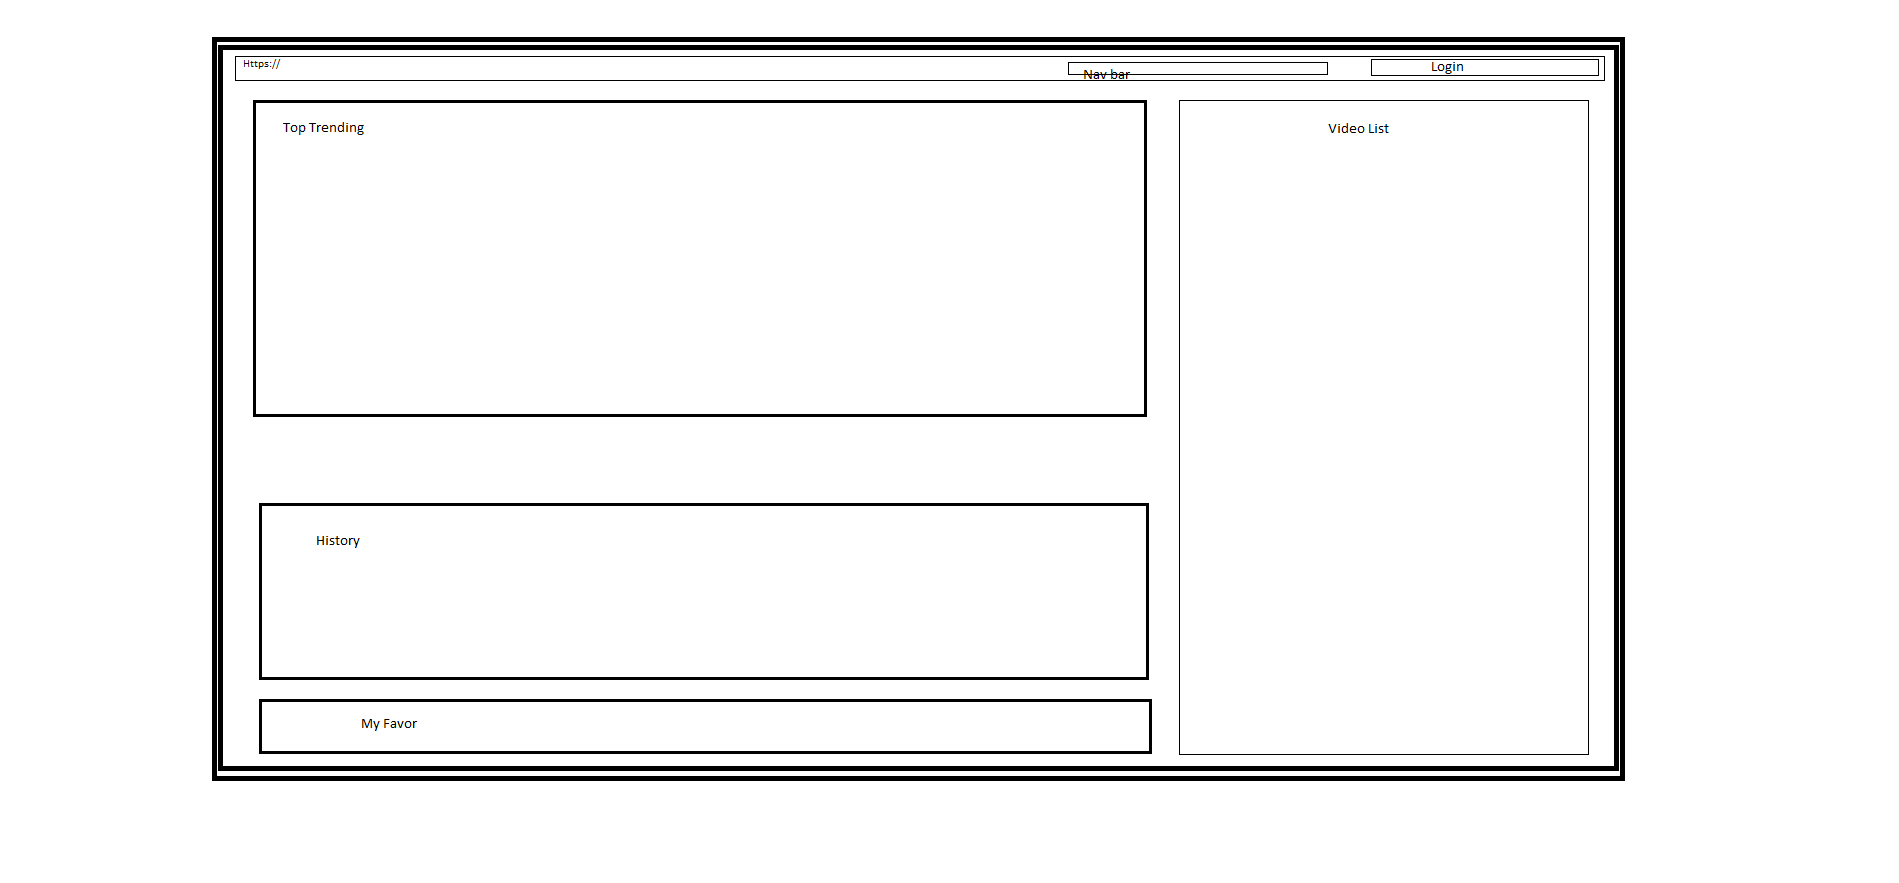 Https://
Nav bar
Login
Top Trending
Video List
History
My Favor